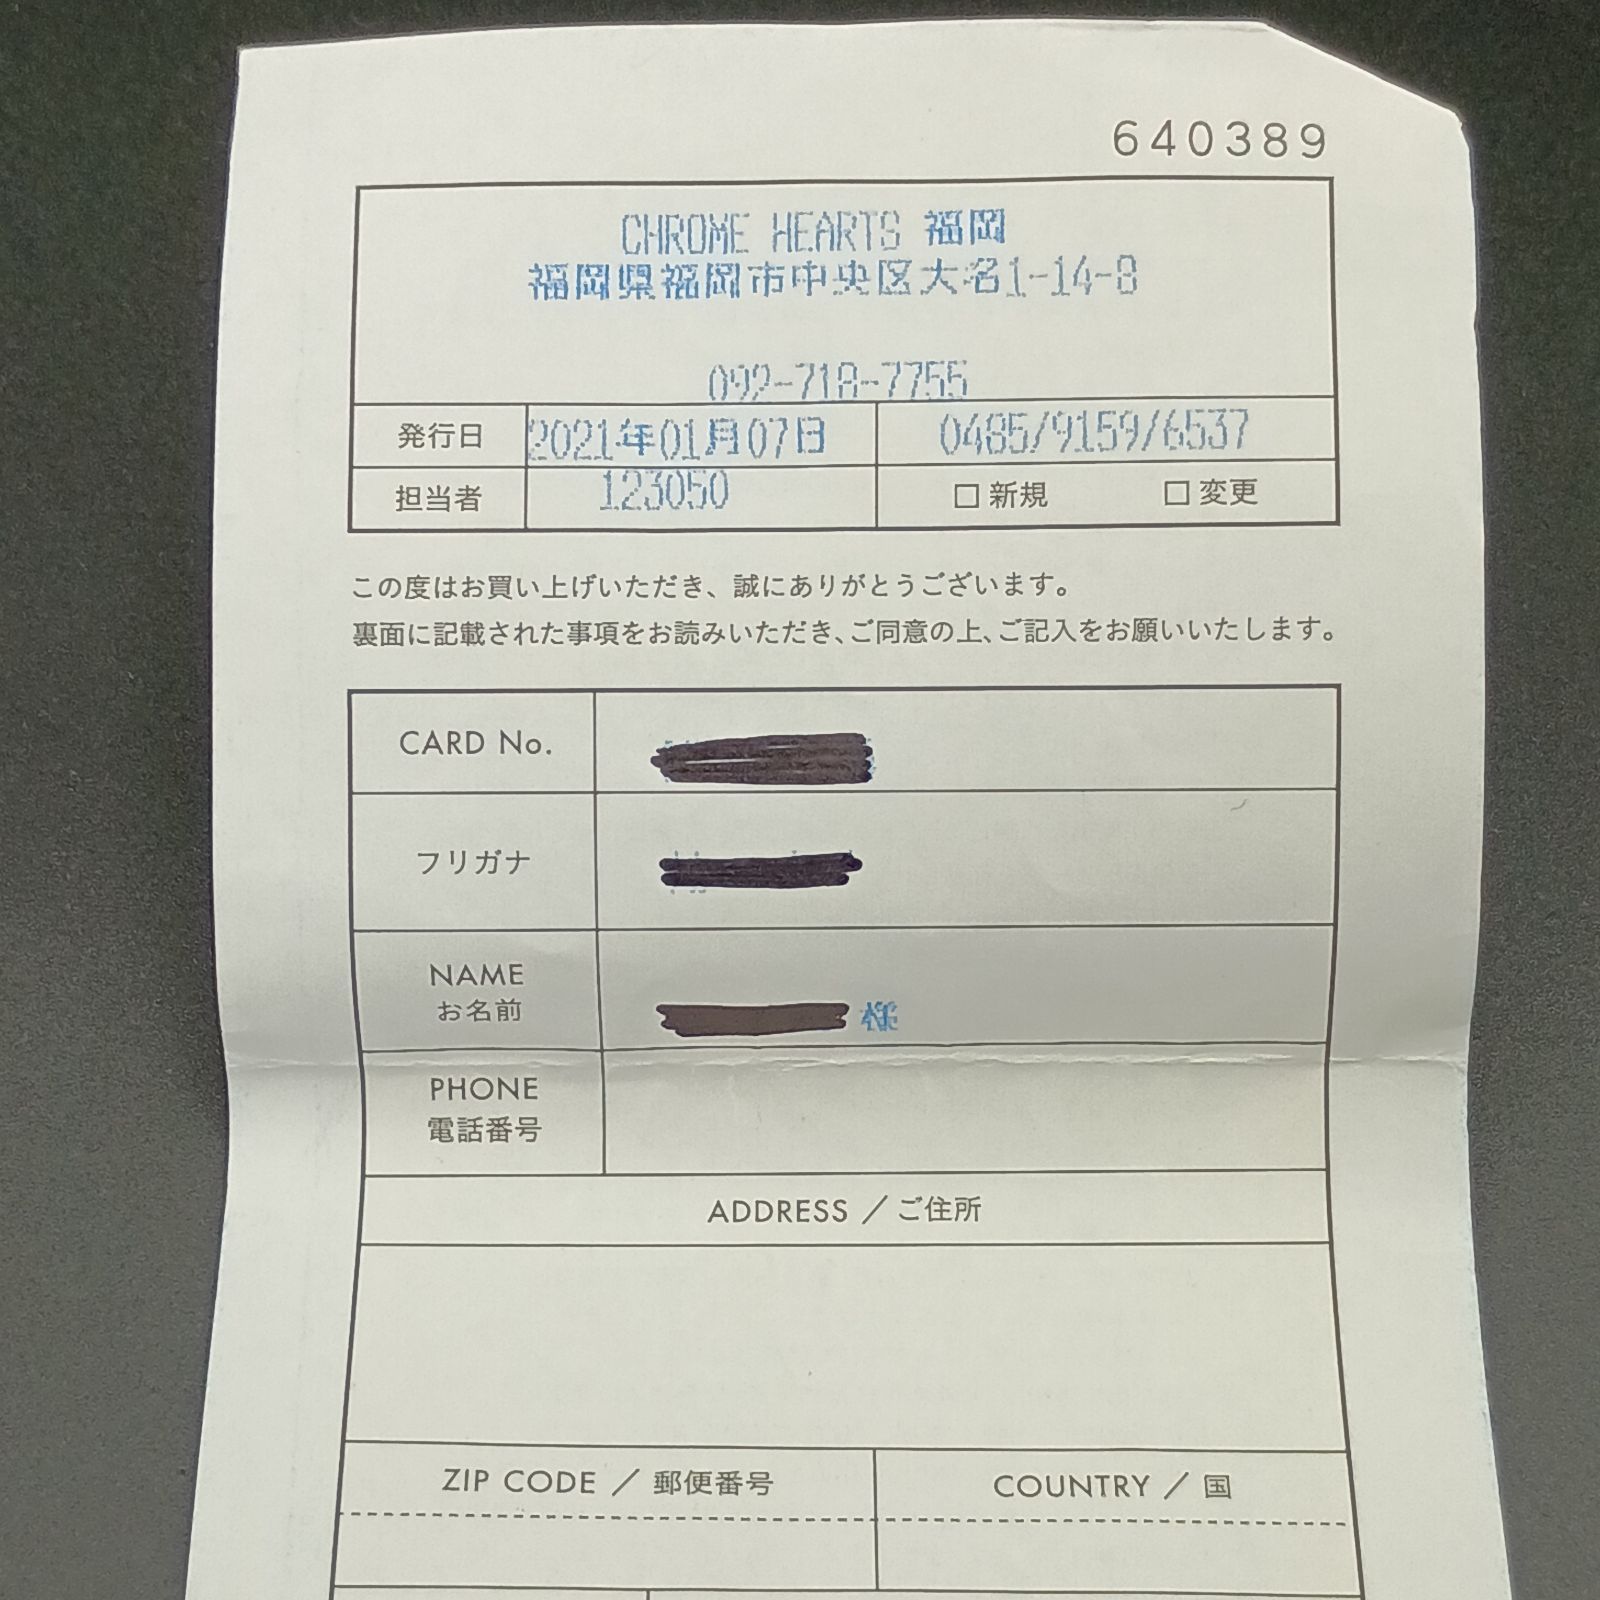 640389
CHROME HEARTS 福岡
福岡県福岡市中央区大名1-14-8
092-718-7755
発行日 2021年01月07日 0485/9159/6537
担当者 123050 □ 新規 □ 変更
この度はお買い上げいただき、誠にありがとうございます。
裏面に記載された事項をお読みいただき、ご同意の上、ご記入をお願いいたします。
CARD No.
フリガナ
NAME
お名前
様
PHONE
電話番号
ADDRESS / ご住所
ZIP CODE / 郵便番号 COUNTRY / 国